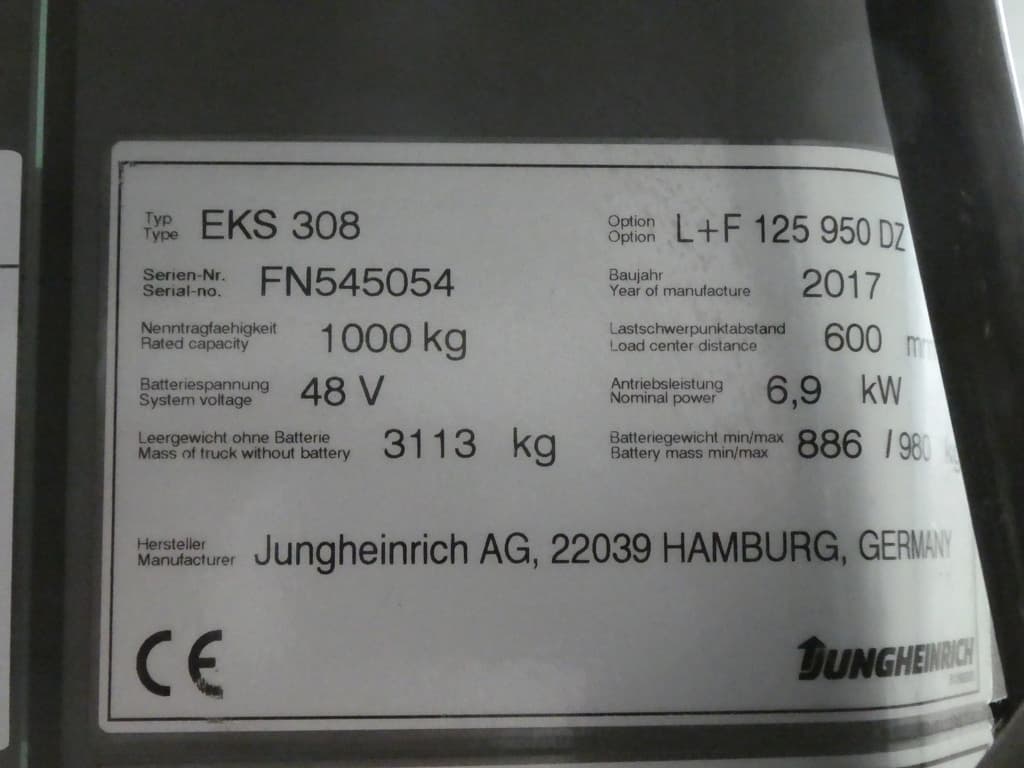 Typ
Type EKS 308
Option
Option L+F 125 950 DZ
Serien-Nr.
Serial-no. FN545054
Baujahr
Year of manufacture 2017
Nenntragfaehigkeit
Rated capacity 1000 kg
Lastschwerpunktabstand
Load center distance 600 mm
Batteriespannung
System voltage 48 V
Antriebsleistung
Nominal power 6,9 kW
Leergewicht ohne Batterie
Mass of truck without battery 3113 kg
Batteriegewicht min/max
Battery mass min/max 886 / 980 kg
Hersteller
Manufacturer Jungheinrich AG, 22039 HAMBURG, GERMANY
CE
JUNGHEINRICH